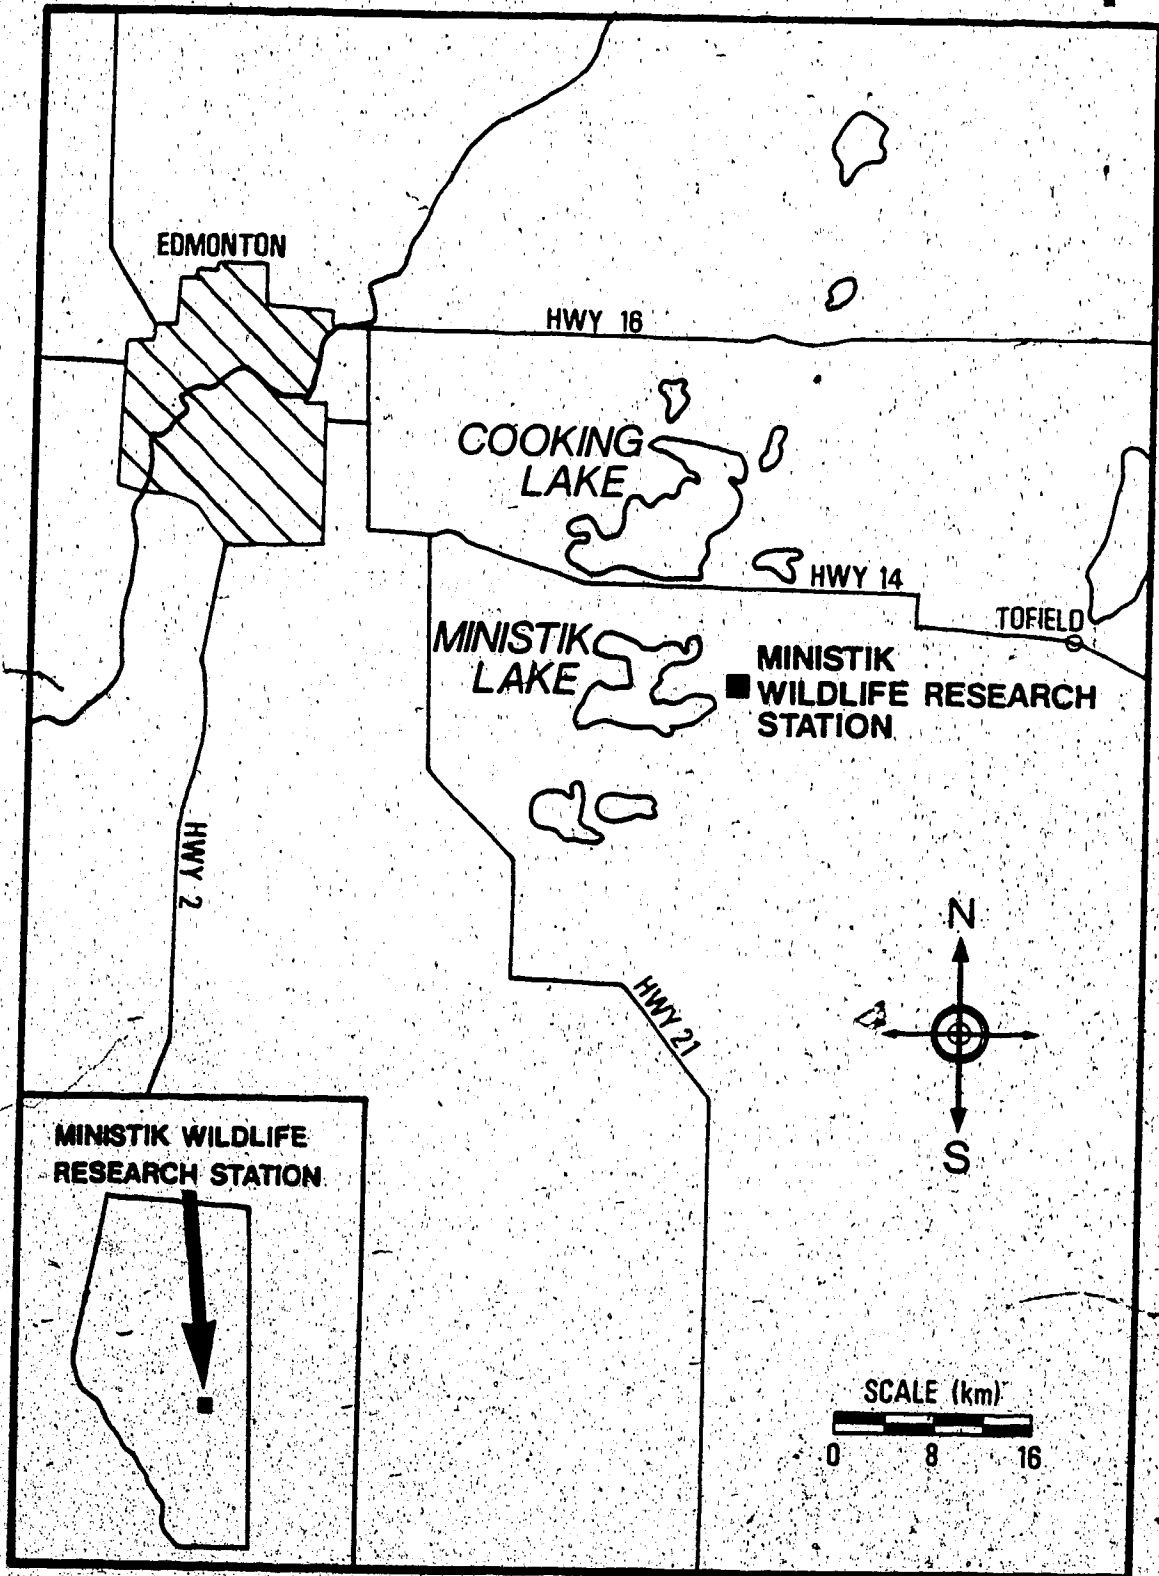 EDMONTON
HWY 16
COOKING
LAKE
HWY 14
TOFIELD
MINISTIK
LAKE
MINISTIK
WILDLIFE RESEARCH
STATION
HWY 2
HWY 21
N
S
MINISTIK WILDLIFE
RESEARCH STATION
SCALE (km)
0 8 16